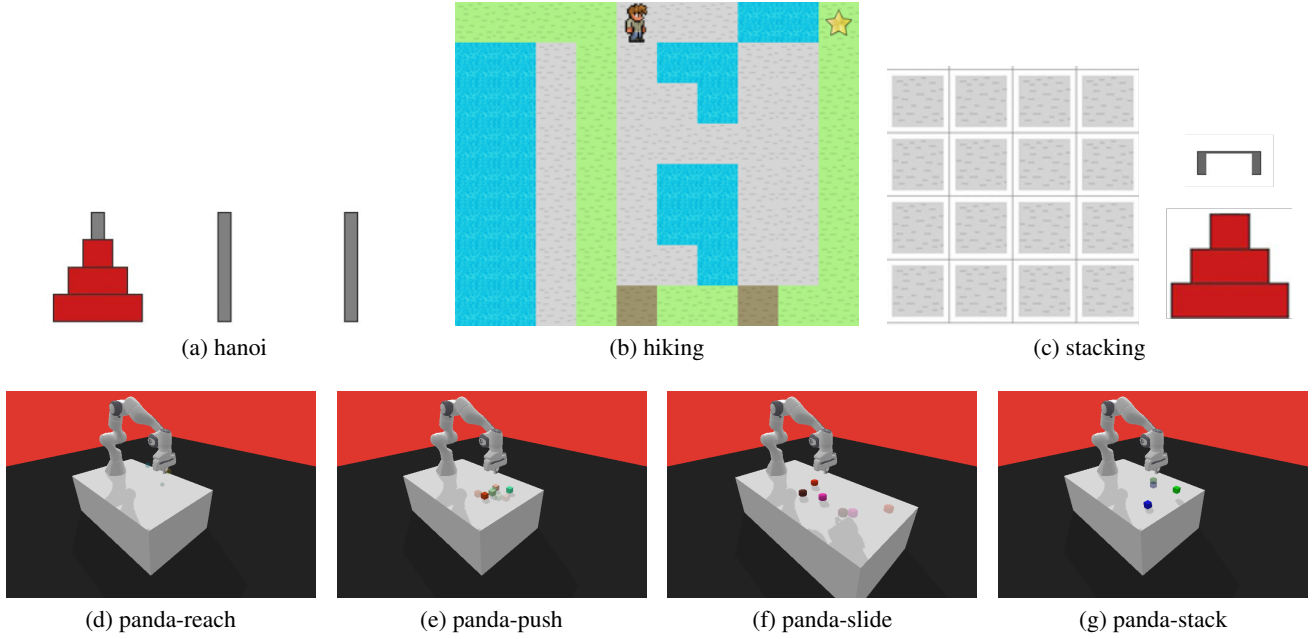 (a) hanoi
(b) hiking
(c) stacking
(d) panda-reach
(e) panda-push
(f) panda-slide
(g) panda-stack